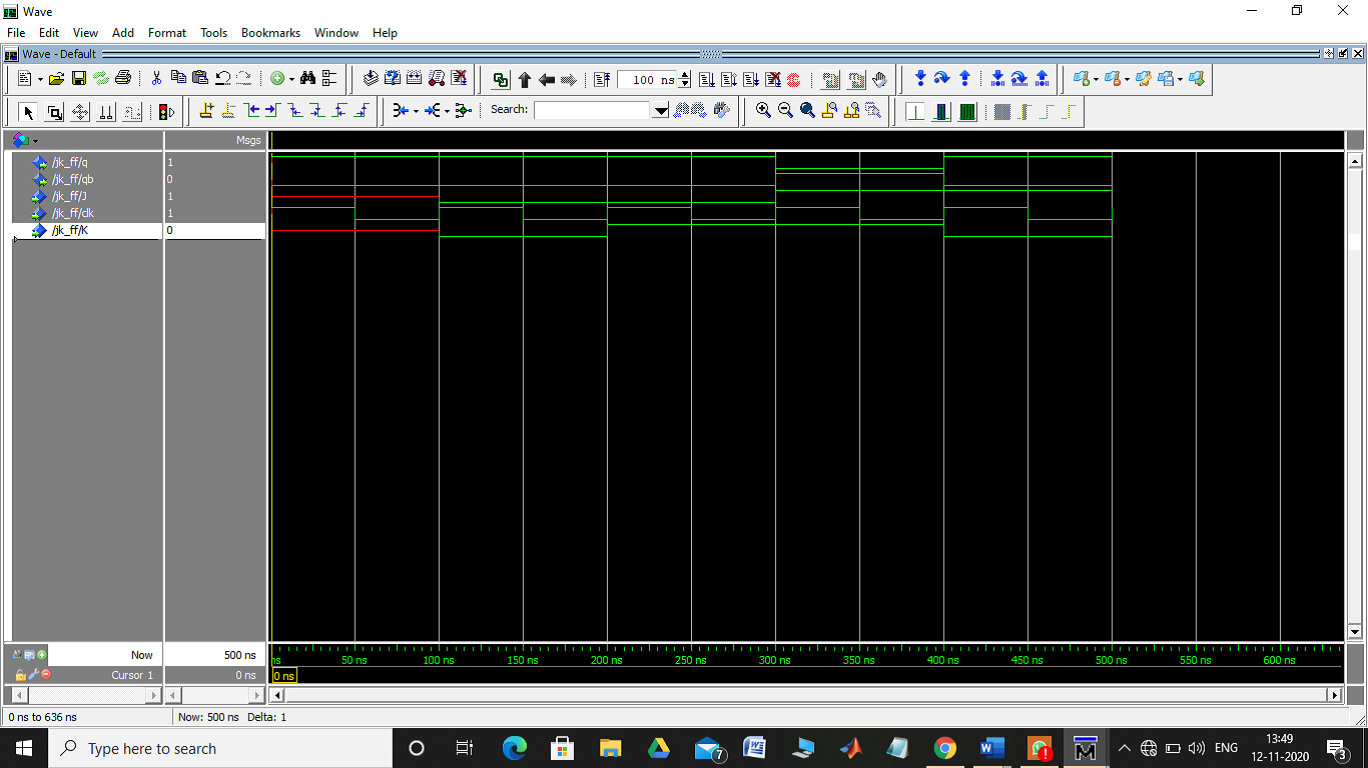 Wave
File Edit View Add Format Tools Bookmarks Window Help
Wave - Default
100 ns
Search:
Msgs
/jk_ff/q 1
/jk_ff/qb 0
/jk_ff/J 1
/jk_ff/clk 1
/jk_ff/K 0
Now 500 ns
ns 50 ns 100 ns 150 ns 200 ns 250 ns 300 ns 350 ns 400 ns 450 ns 500 ns 550 ns 600 ns
Cursor 1 0 ns
0 ns
0 ns to 636 ns Now: 500 ns Delta: 1
Type here to search
7
ENG
13:49
12-11-2020
3